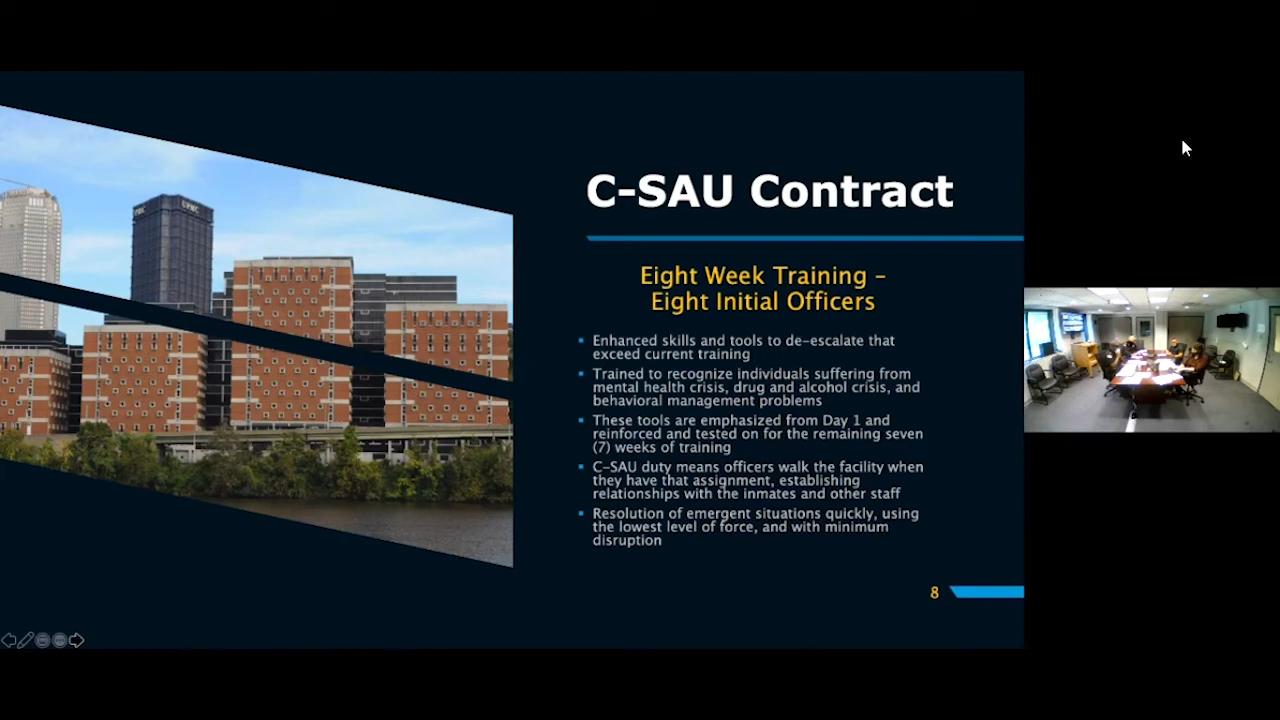 UPMC
C-SAU Contract
Eight Week Training –
Eight Initial Officers
Enhanced skills and tools to de-escalate that
exceed current training
Trained to recognize individuals suffering from
mental health crisis, drug and alcohol crisis, and
behavioral management problems
These tools are emphasized from Day 1 and
reinforced and tested on for the remaining seven
(7) weeks of training
C-SAU duty means officers walk the facility when
they have that assignment, establishing
relationships with the inmates and other staff
Resolution of emergent situations quickly, using
the lowest level of force, and with minimum
disruption
8